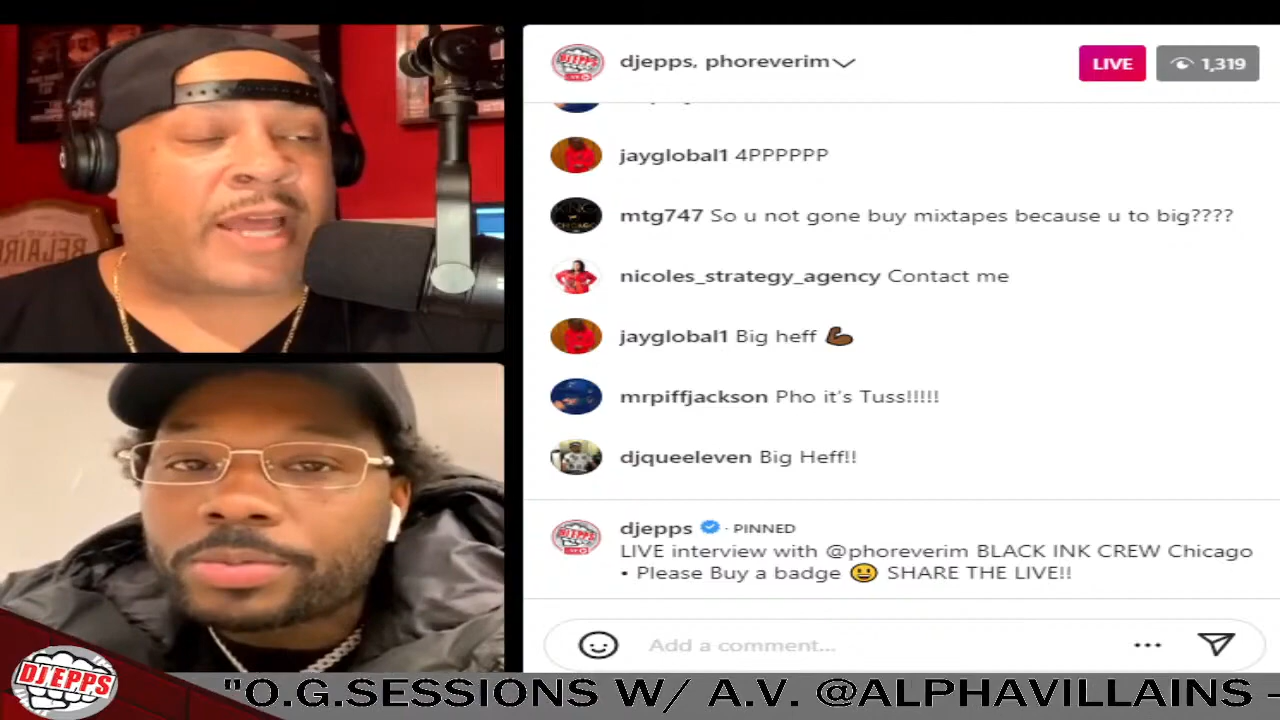 djepps, phoreverim
LIVE
1,319
jayglobal1 4PPPPPP
mtg747 So u not gone buy mixtapes because u to big????
nicoles_strategy_agency Contact me
jayglobal1 Big heff 💪🏿
mrpiffjackson Pho it's Tuss!!!!!
djqueeleven Big Heff!!
djepps · PINNED
LIVE interview with @phoreverim BLACK INK CREW Chicago
• Please Buy a badge 😀 SHARE THE LIVE!!
Add a comment...
BELAIRE
DJ EPPS
"O.G.SESSIONS W/ A.V. @ALPHAVILLAINS -